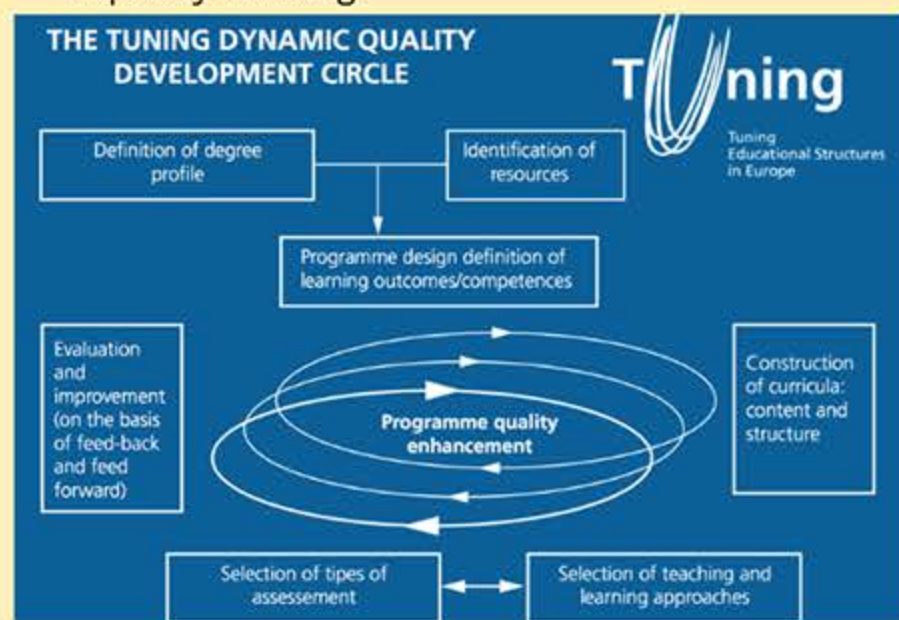 THE TUNING DYNAMIC QUALITY
DEVELOPMENT CIRCLE
Tuning
Tuning
Educational Structures
in Europe
Definition of degree
profile
Identification of
resources
Programme design definition of
learning outcomes/competences
Evaluation
and
improvement
(on the basis
of feed-back
and feed
forward)
Programme quality
enhancement
Construction
of curricula:
content and
structure
Selection of tipes of
assessement
Selection of teaching and
learning approaches